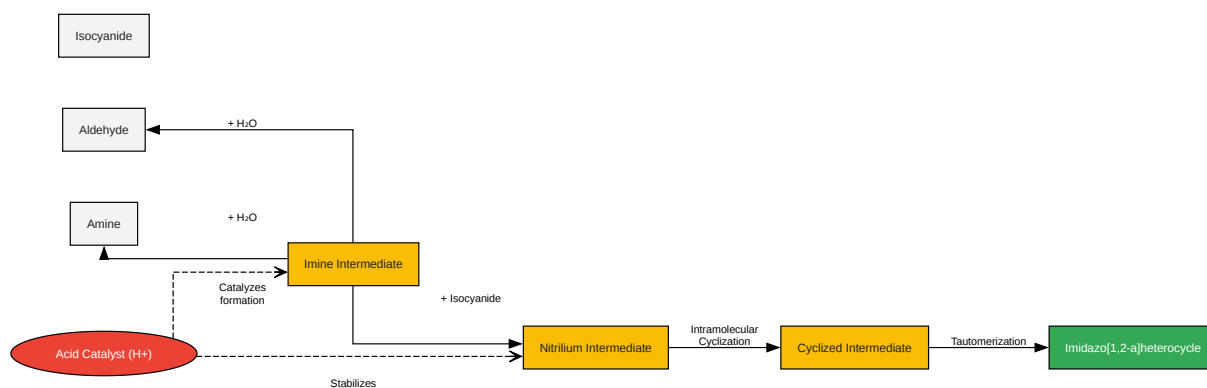 Isocyanide
Aldehyde
+ H₂O
Amine
+ H₂O
Imine Intermediate
Catalyzes
formation
+ Isocyanide
Acid Catalyst (H+)
Stabilizes
Nitrilium Intermediate
Intramolecular
Cyclization
Cyclized Intermediate
Tautomerization
Imidazo[1,2-a]heterocycle